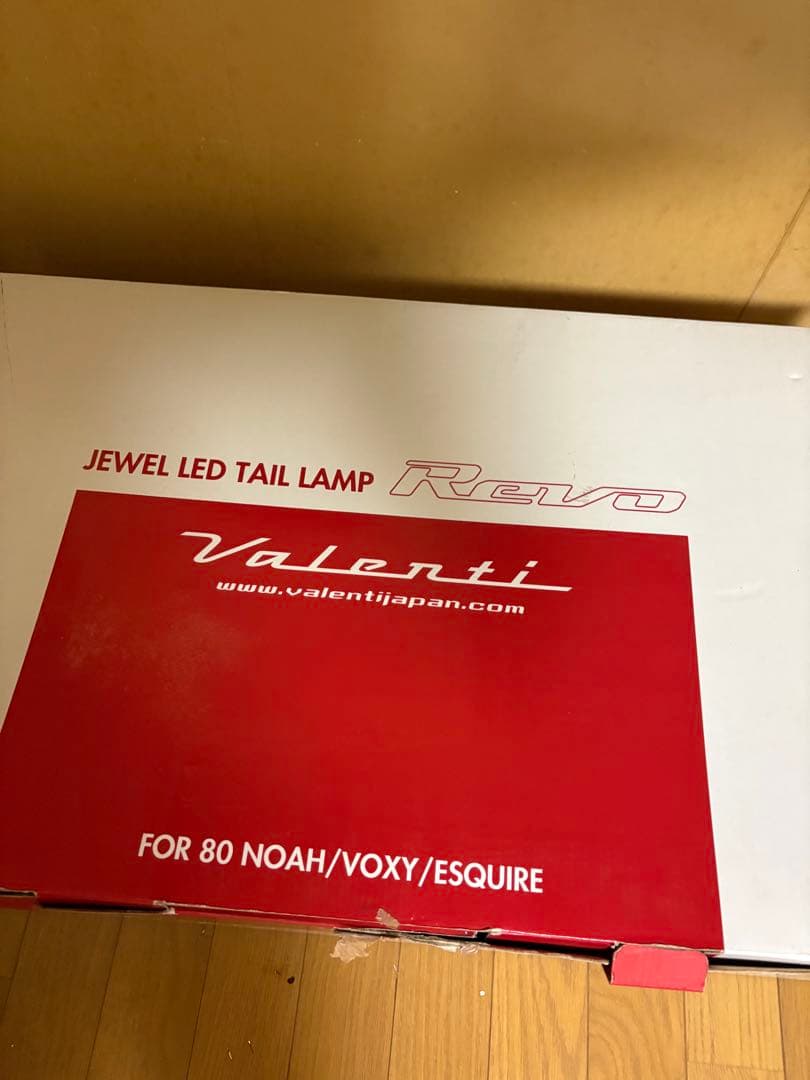 JEWEL LED TAIL LAMP Revo
Valenti
www.valentijapan.com
FOR 80 NOAH/VOXY/ESQUIRE